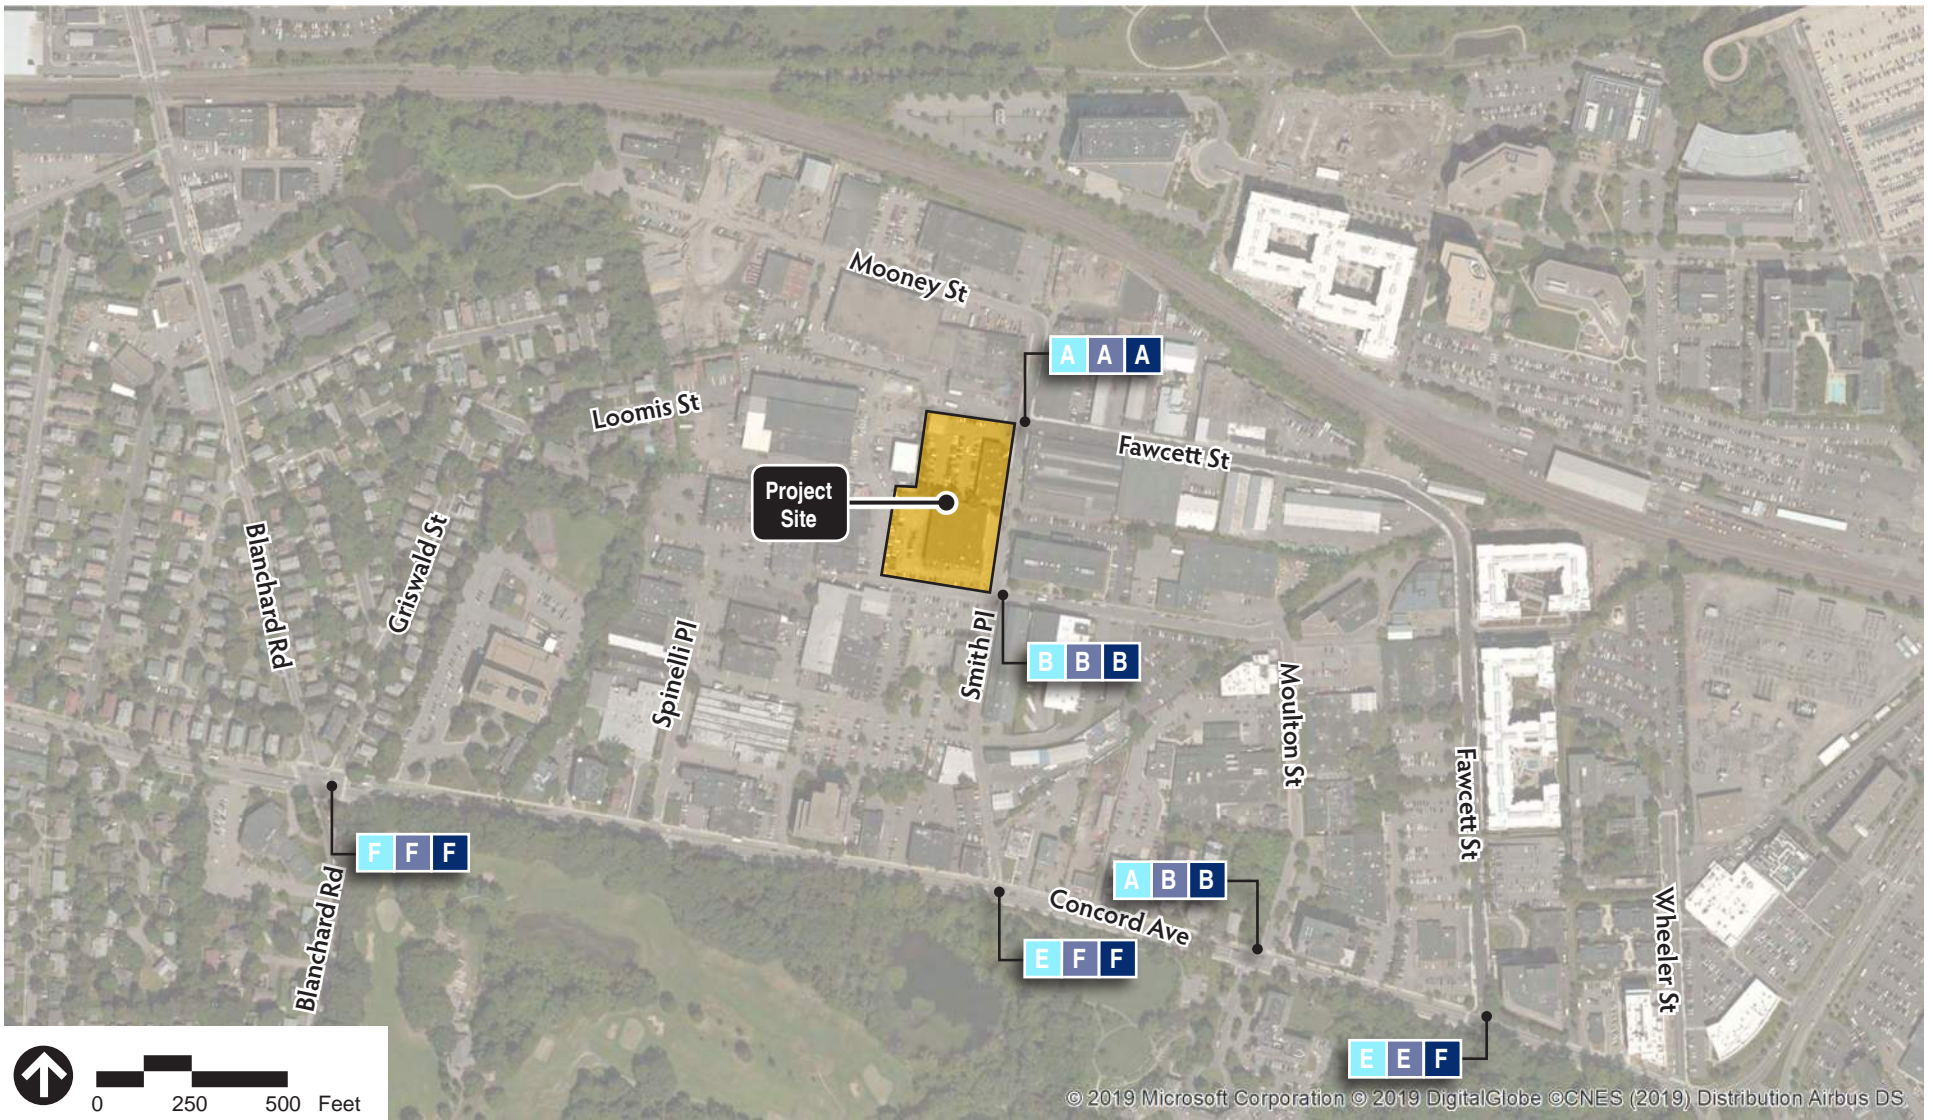 Mooney St
A A A
Loomis St
Fawcett St
Project
Site
Blanchard Rd
Griswald St
Spinelli Pl
Smith Pl
B B B
Moulton St
Fawcett St
F F F
Blanchard Rd
A B B
Concord Ave
E F F
Wheeler St
E E F
0 250 500 Feet
© 2019 Microsoft Corporation © 2019 DigitalGlobe ©CNES (2019) Distribution Airbus DS